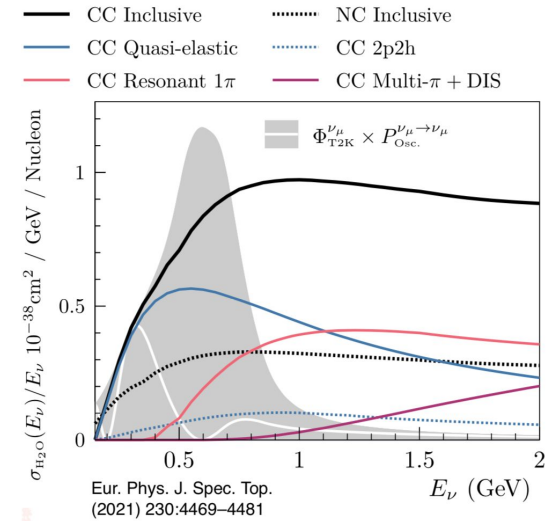 CC Inclusive NC Inclusive
CC Quasi-elastic CC 2p2h
CC Resonant 1π CC Multi-π + DIS
Φ^{ν_μ}_{T2K} × P^{ν_μ→ν_μ}_{Osc.}
σ_{H₂O}(E_ν)/E_ν 10^{-38}cm² / GeV / Nucleon
1
0.5
0
0.5 1 1.5 2
E_ν (GeV)
Eur. Phys. J. Spec. Top.
(2021) 230:4469–4481